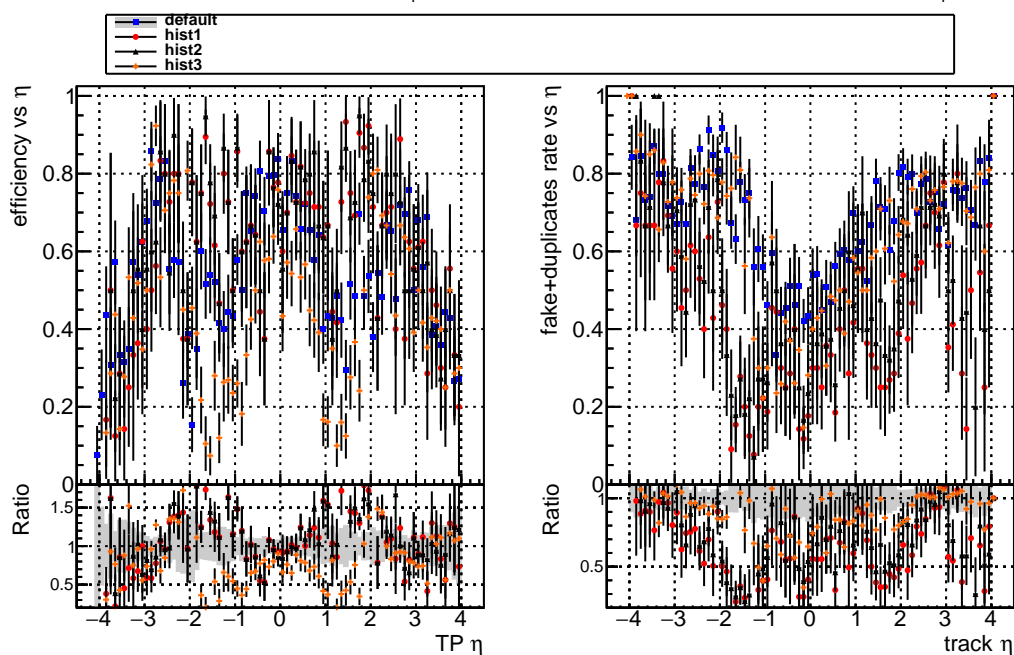 default
hist1
hist2
hist3
efficiency vs η
1
0.8
0.6
0.4
0.2
0
Ratio
1.5
1
0.5
−4 −3 −2 −1 0 1 2 3 4
TP η
fake+duplicates rate vs η
1
0.8
0.6
0.4
0.2
0
Ratio
1
0.5
−4 −3 −2 −1 0 1 2 3 4
track η